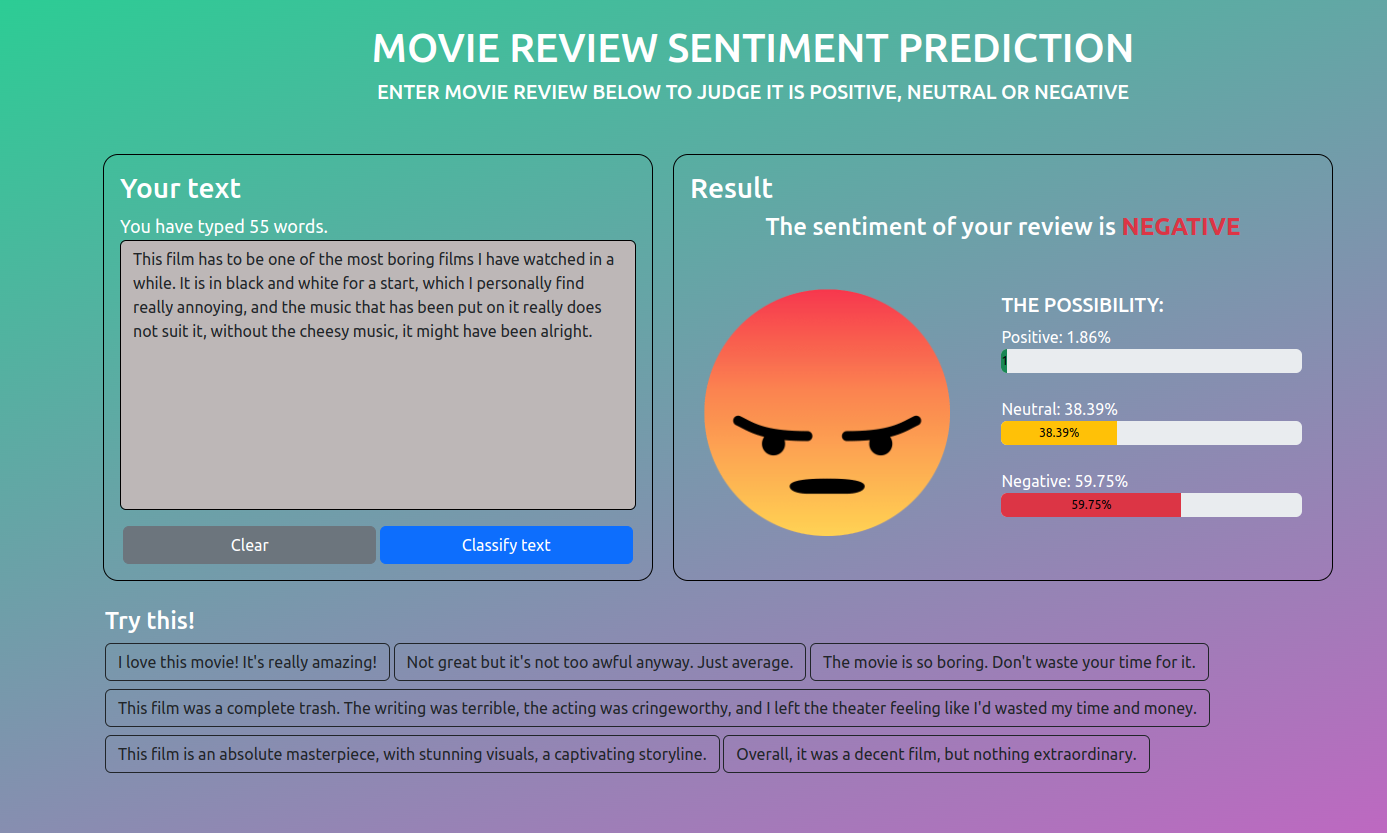 MOVIE REVIEW SENTIMENT PREDICTION
ENTER MOVIE REVIEW BELOW TO JUDGE IT IS POSITIVE, NEUTRAL OR NEGATIVE
Your text
You have typed 55 words.
This film has to be one of the most boring films I have watched in a
while. It is in black and white for a start, which I personally find
really annoying, and the music that has been put on it really does
not suit it, without the cheesy music, it might have been alright.
Clear
Classify text
Result
The sentiment of your review is NEGATIVE
THE POSSIBILITY:
Positive: 1.86%
Neutral: 38.39%
38.39%
Negative: 59.75%
59.75%
Try this!
I love this movie! It's really amazing!
Not great but it's not too awful anyway. Just average.
The movie is so boring. Don't waste your time for it.
This film was a complete trash. The writing was terrible, the acting was cringeworthy, and I left the theater feeling like I'd wasted my time and money.
This film is an absolute masterpiece, with stunning visuals, a captivating storyline.
Overall, it was a decent film, but nothing extraordinary.